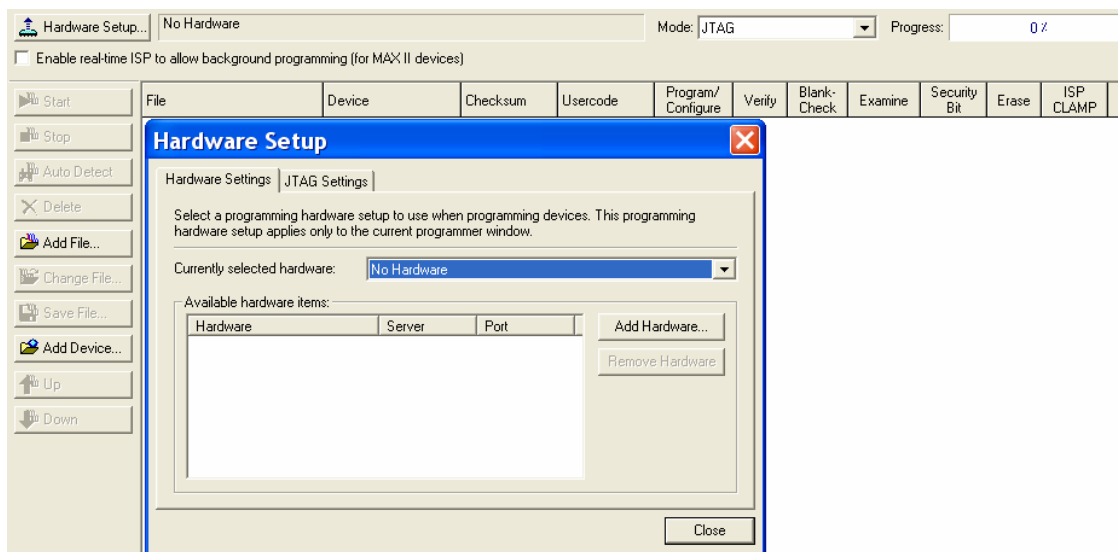 Hardware Setup... No Hardware Mode: JTAG Progress: 0 %
Enable real-time ISP to allow background programming (for MAX II devices)
Start
Stop
Auto Detect
Delete
Add File...
Change File...
Save File...
Add Device...
Up
Down
File Device Checksum Usercode Program/ Configure Verify Blank- Check Examine Security Bit Erase ISP CLAMP
Hardware Setup
Hardware Settings JTAG Settings
Select a programming hardware setup to use when programming devices. This programming
hardware setup applies only to the current programmer window.
Currently selected hardware: No Hardware
Available hardware items:
Hardware Server Port
Add Hardware...
Remove Hardware
Close